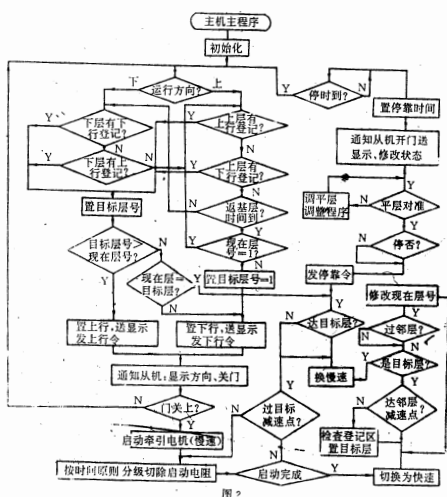 主机主程序
初始化
下
运行方向?
上
Y
停时到?
N
置停靠时间
下层有下
行登记?
Y
N
上层有
上行登记?
Y
N
通知从机开门送
显示、修改状态
下层有上
行登记?
Y
N
上层有
下行登记?
Y
N
置目标层号
返基层?
时间到?
N
Y
调平层
调整程序
平层对准
N
Y
目标层号>
现在层号?
N
Y
现在层
号=1?
Y
N
停否?
N
Y
现在层=
目标层?
Y
N
置目标层号=1
发停靠令
修改现在层号
置上行,送显示
发上行令
置下行,送显示
发下行令
达目标层?
N
Y
过邻层?
N
Y
通知从机:显示方向、关门
换慢速
是目标层?
Y
N
门关上?
N
Y
过目标
减速点?
N
Y
达邻层
减速点?
N
Y
启动牵引电机(慢速)
检查登记区
置目标层
按时间原则 分级切除启动电阻
启动完成
N
Y
切换为快速
图 2